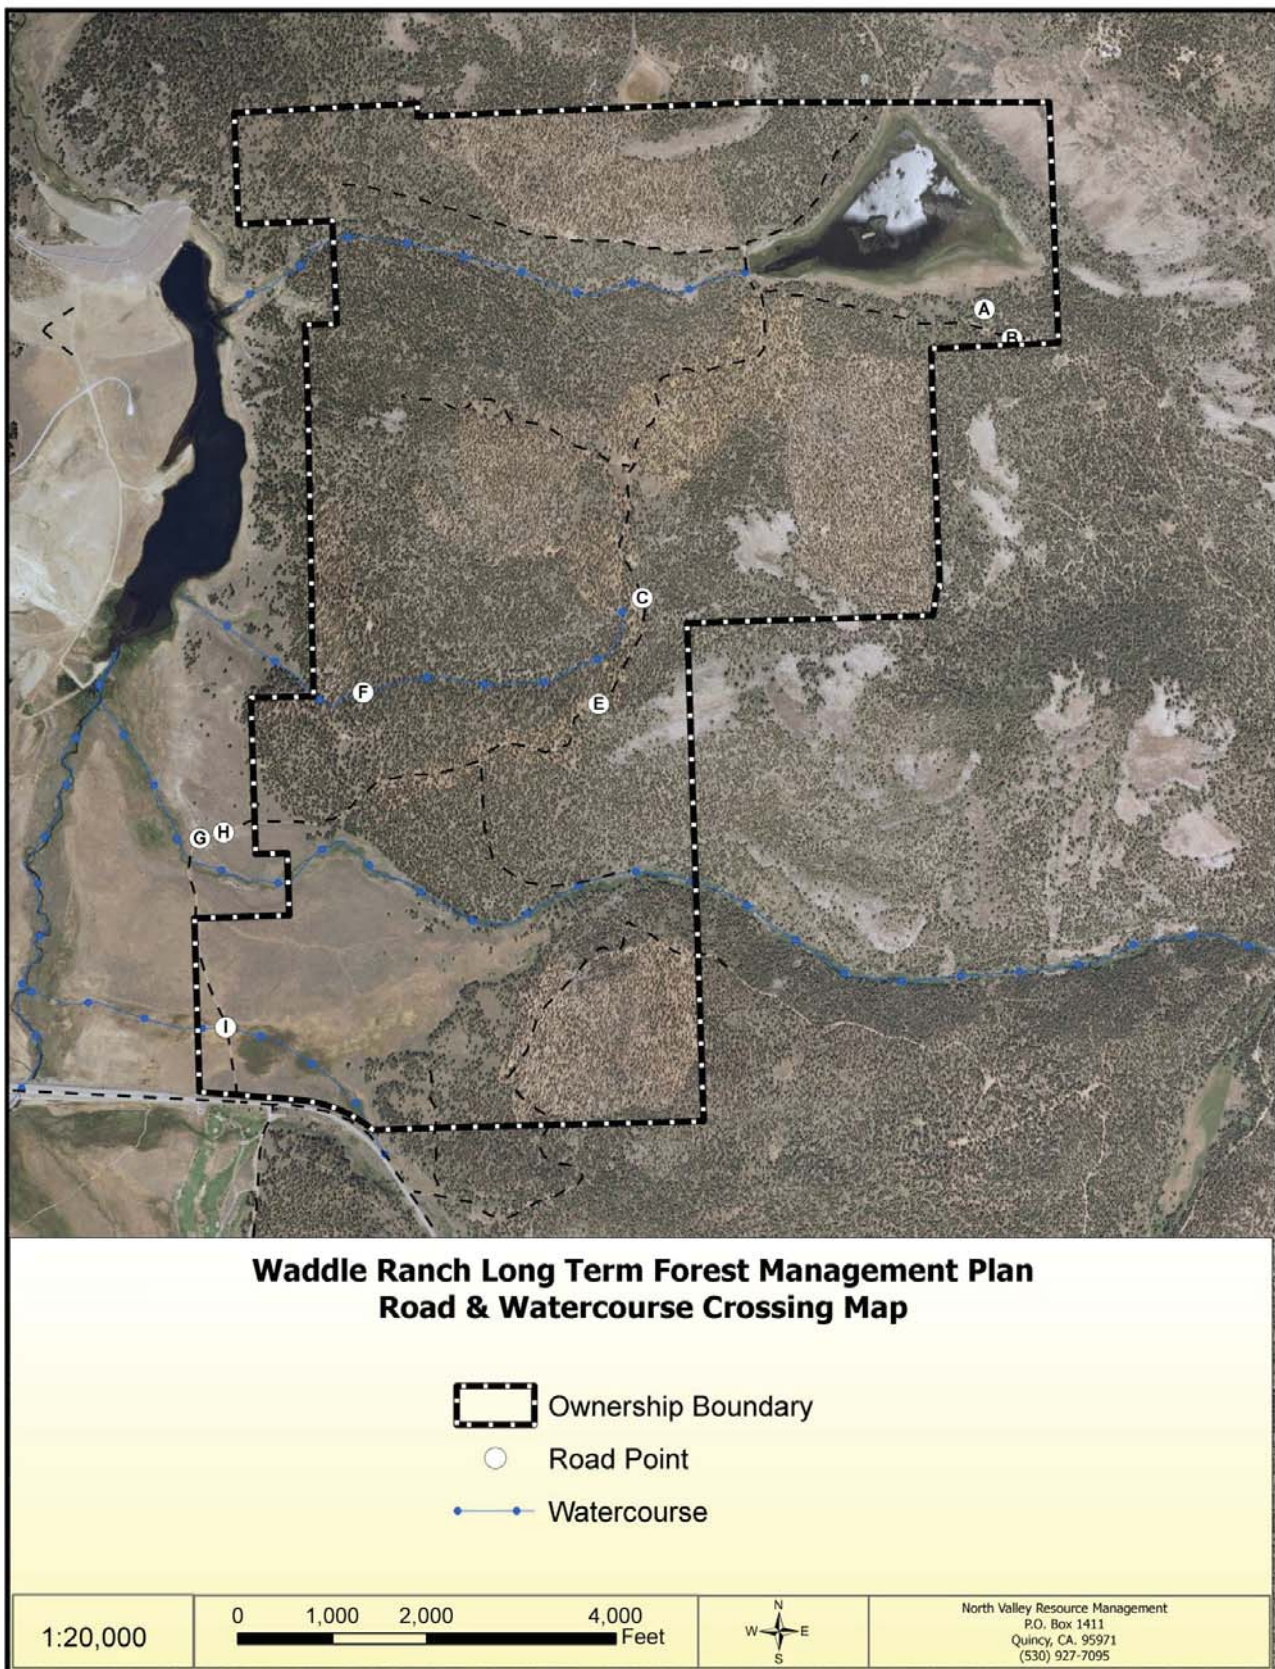 A
B
C
F
E
G
H
I
Waddle Ranch Long Term Forest Management Plan
Road & Watercourse Crossing Map
Ownership Boundary
Road Point
Watercourse
1:20,000
0 1,000 2,000 4,000
Feet
N
W E
S
North Valley Resource Management
P.O. Box 1411
Quincy, CA. 95971
(530) 927-7095